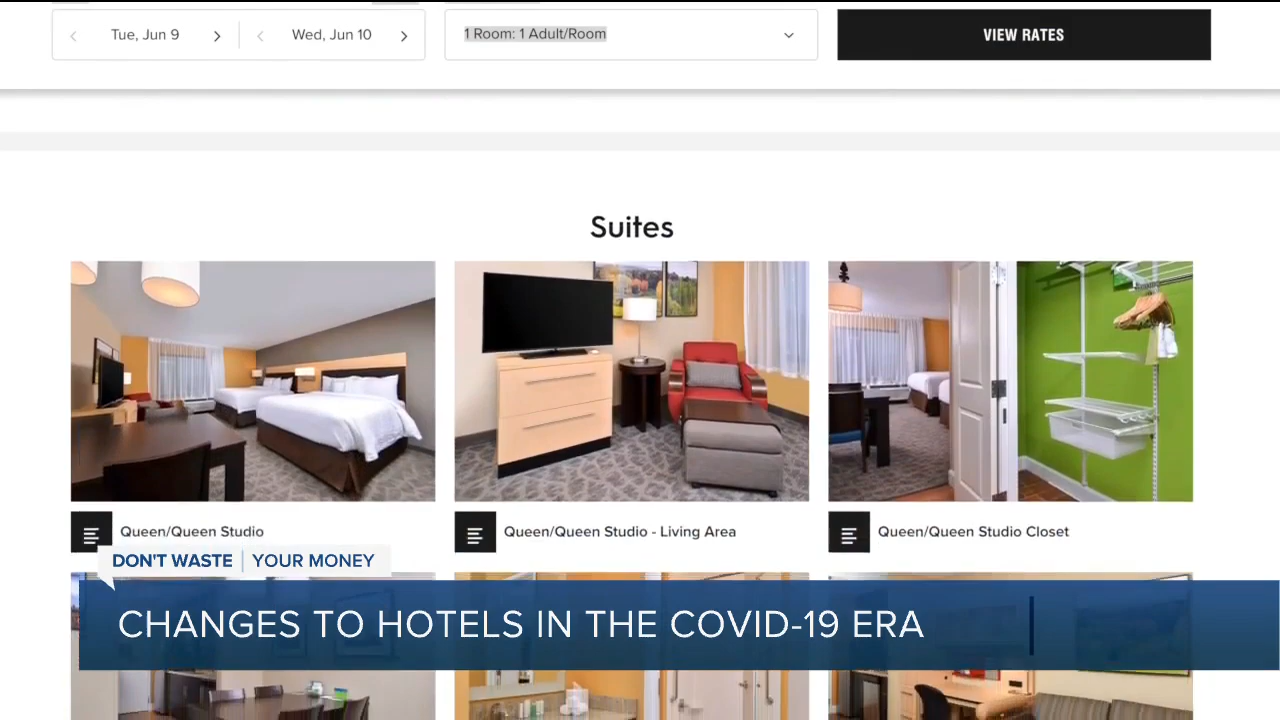 Tue, Jun 9
Wed, Jun 10
1 Room: 1 Adult/Room
VIEW RATES
Suites
Queen/Queen Studio
Queen/Queen Studio - Living Area
Queen/Queen Studio Closet
DON'T WASTE YOUR MONEY
CHANGES TO HOTELS IN THE COVID-19 ERA